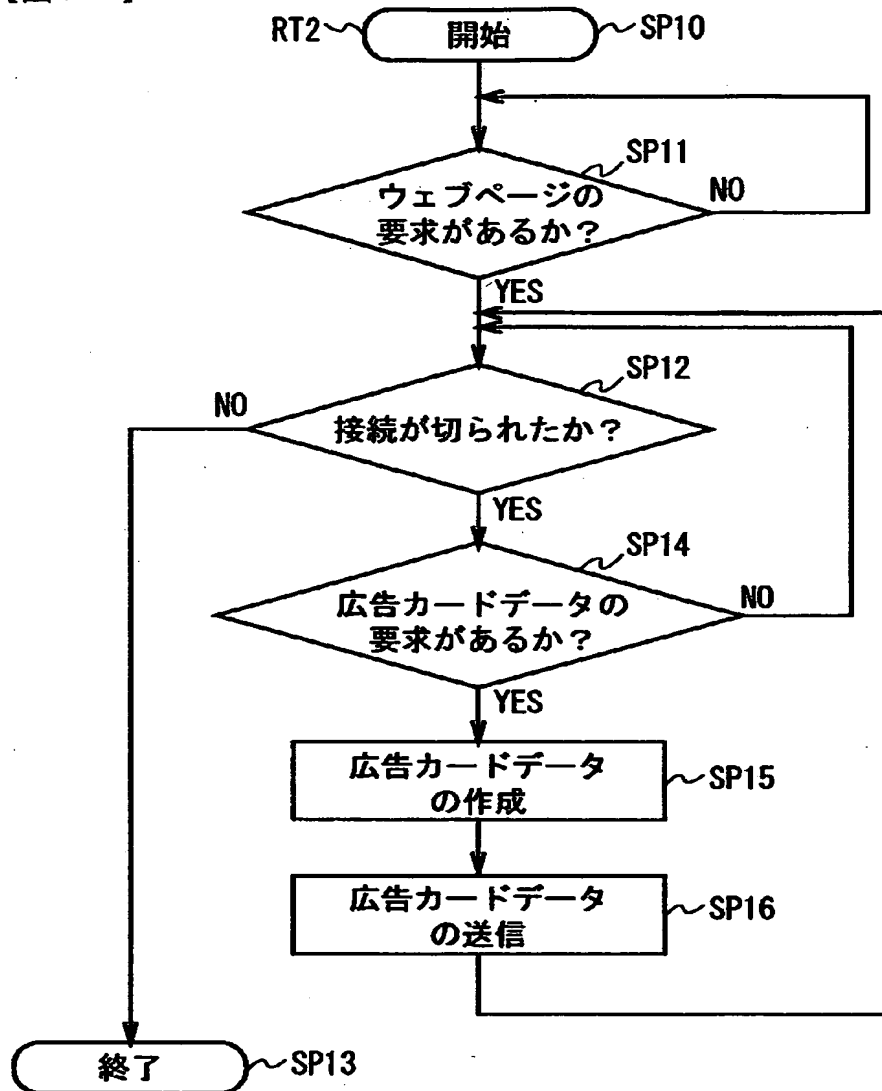 RT2 開始 SP10
SP11
ウェブページの
要求があるか?
NO
YES
SP12
NO
接続が切られたか?
YES
SP14
広告カードデータの
要求があるか?
NO
YES
広告カードデータ
の作成
SP15
広告カードデータ
の送信
SP16
終了 SP13